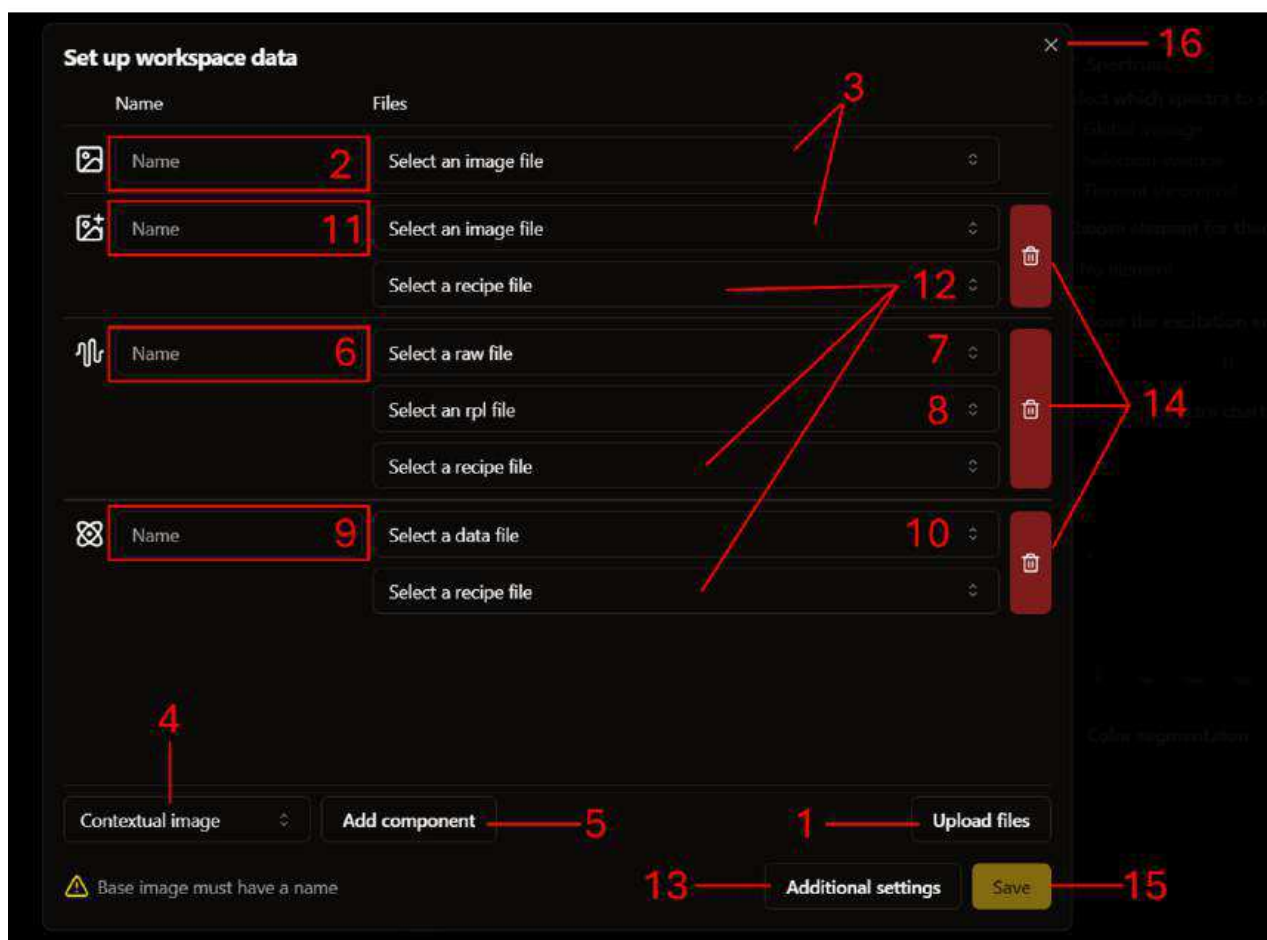 Set up workspace data
16
Name Files
3
Name 2 Select an image file
Name 11 Select an image file
Select a recipe file 12
Name 6 Select a raw file 7
Select an rpl file 8
14
Select a recipe file
Name 9 Select a data file 10
Select a recipe file
Color segmentation
4
Contextual image Add component 5 1 Upload files
Base image must have a name 13 Additional settings Save 15